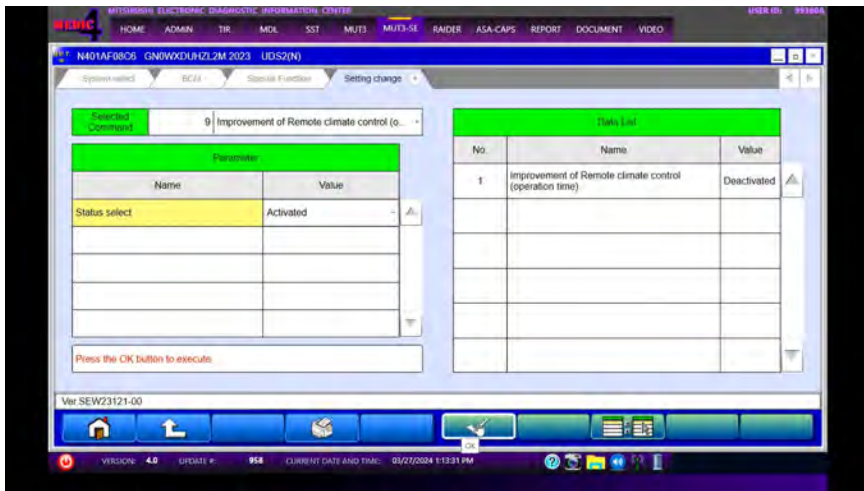 MITSUBISHI ELECTRONIC DIAGNOSTIC INFORMATION CENTER
USER ID: 99380A
MEDIC 4
HOME ADMIN TIR MDL SST MUT3 MUT3-SE RAIDER ASA-CAPS REPORT DOCUMENT VIDEO
N401AF08C6 GN0WXDUHZL2M 2023 UDS2(N)
System select Special Function Setting change
Selected Command 9 Improvement of Remote climate control (o...
Data List
Parameter
No. Name Value
Name Value
1 Improvement of Remote climate control (operation time) Deactivated
Status select Activated
Press the OK button to execute.
Ver.SEW23121-00
OK
VERSION: 4.0 UPDATE #: 958 CURRENT DATE AND TIME: 03/27/2024 1:13:31 PM